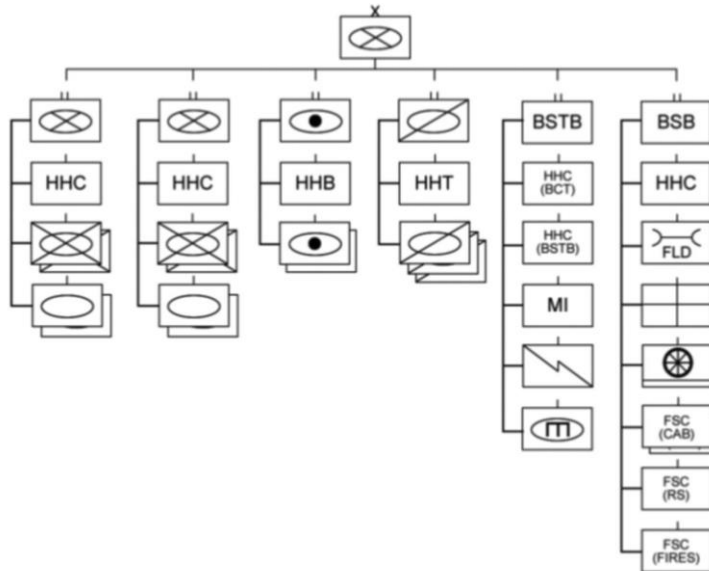 X
BSTB
BSB
HHC
HHC
HHB
HHT
HHC
(BCT)
HHC
HHC
(BSTB)
FLD
MI
FSC
(CAB)
FSC
(RS)
FSC
(FIRES)